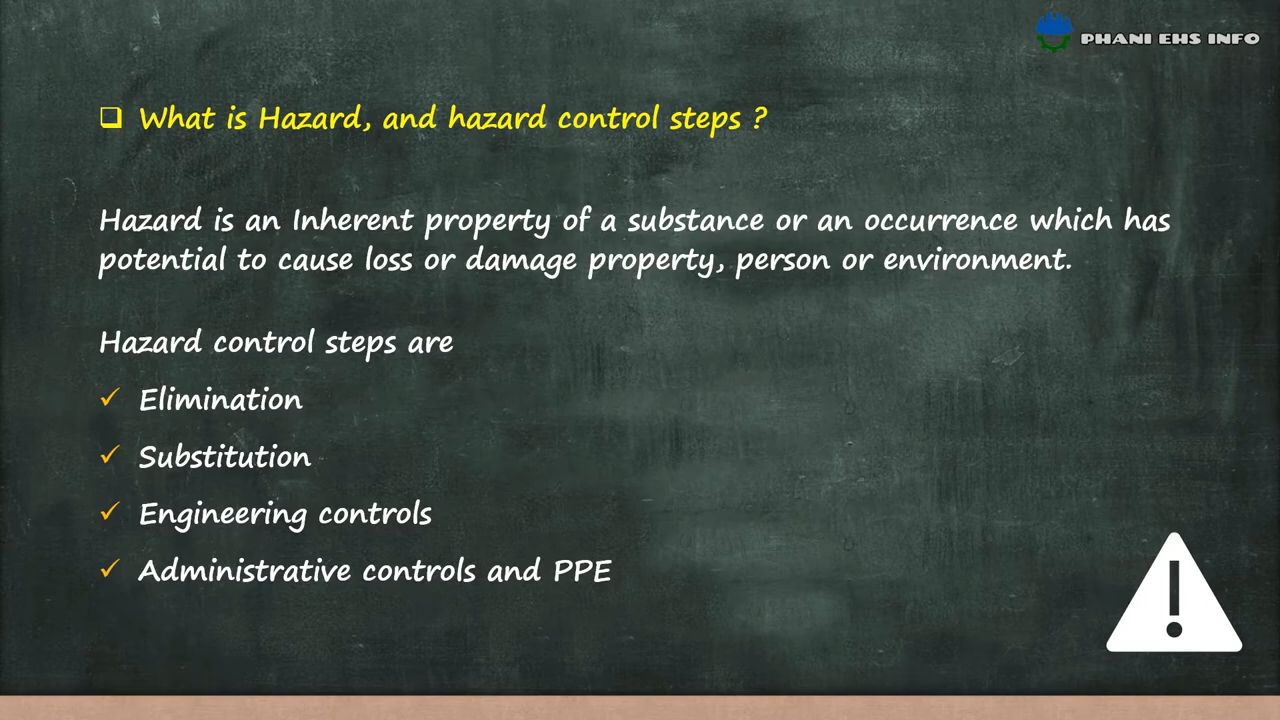 PHANI EHS INFO
❑ What is Hazard, and hazard control steps ?
Hazard is an Inherent property of a substance or an occurrence which has
potential to cause loss or damage property, person or environment.
Hazard control steps are
✓ Elimination
✓ Substitution
✓ Engineering controls
✓ Administrative controls and PPE